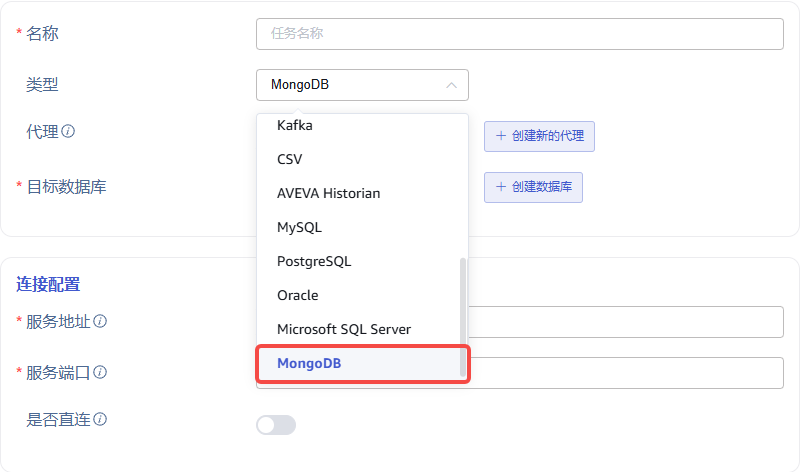 * 名称
任务名称
类型
MongoDB
代理
Kafka
CSV
AVEVA Historian
MySQL
PostgreSQL
Oracle
Microsoft SQL Server
MongoDB
+ 创建新的代理
* 目标数据库
+ 创建数据库
连接配置
* 服务地址
* 服务端口
是否直连